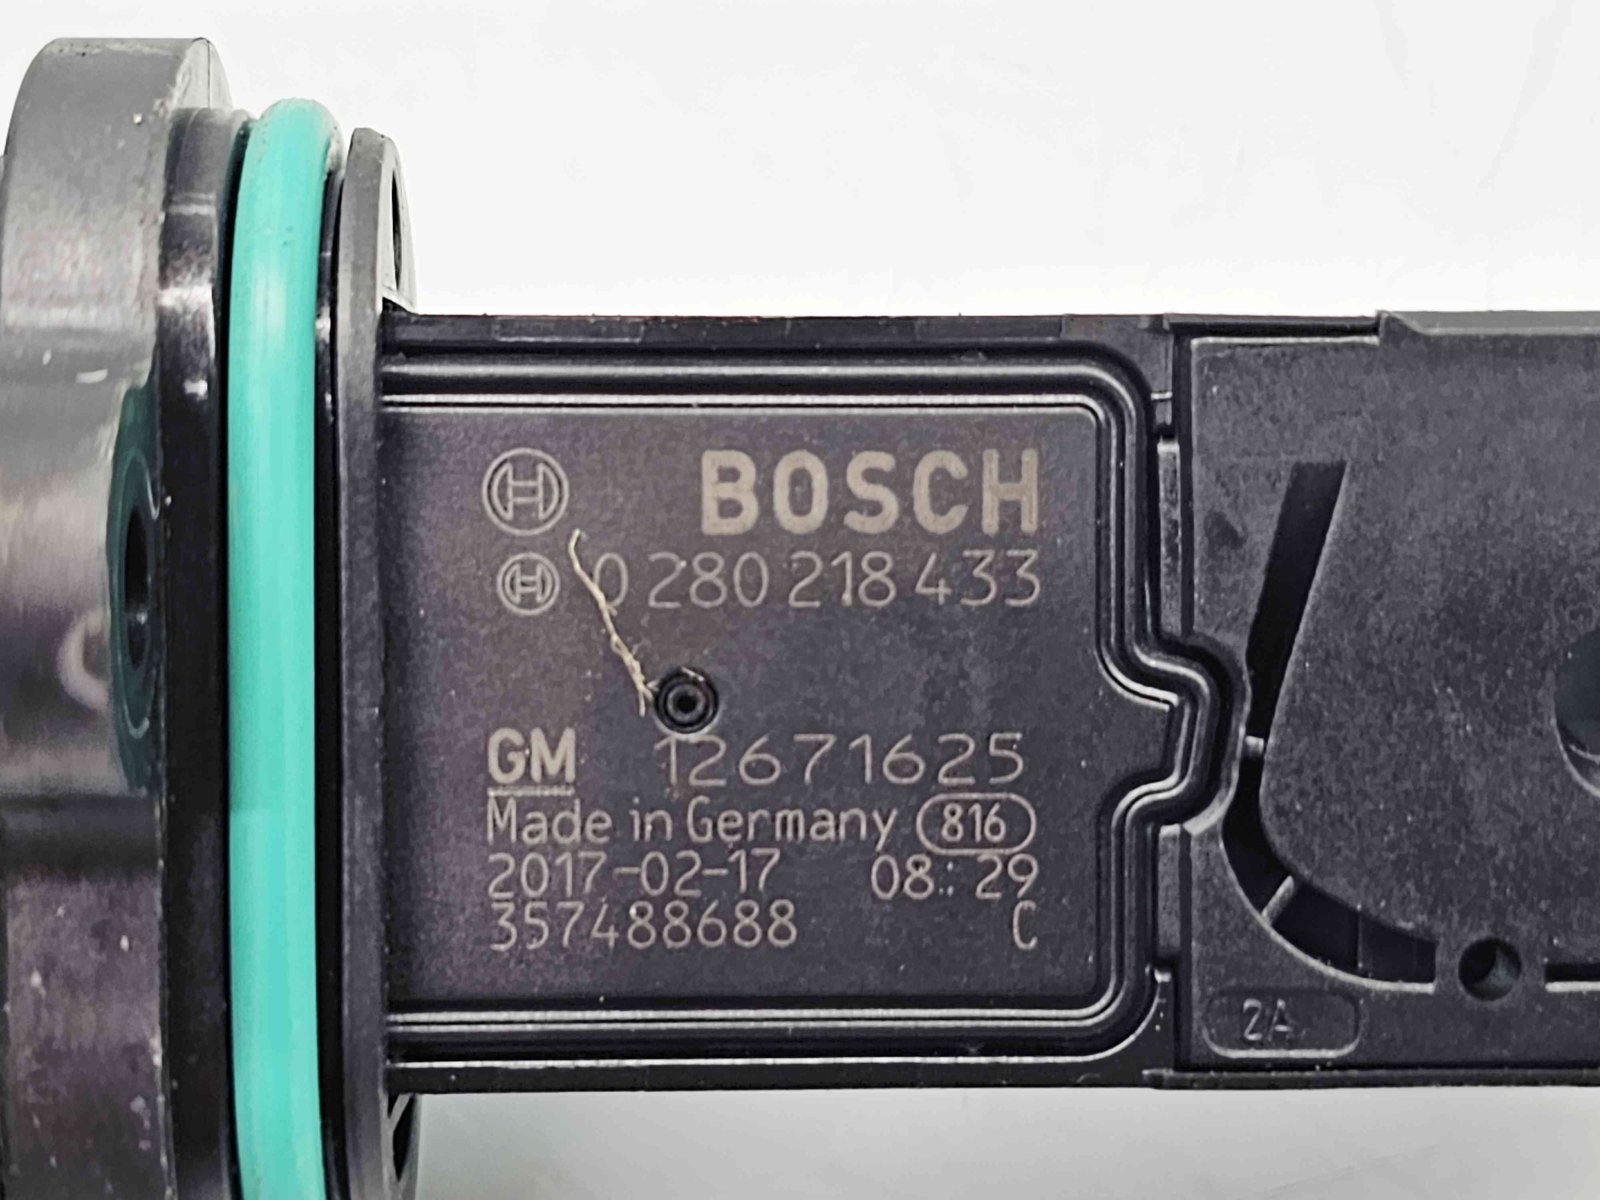 BOSCH
0 280 218 433
GM 12671625
Made in Germany 816
2017-02-17 08:29
357488688 C
2A